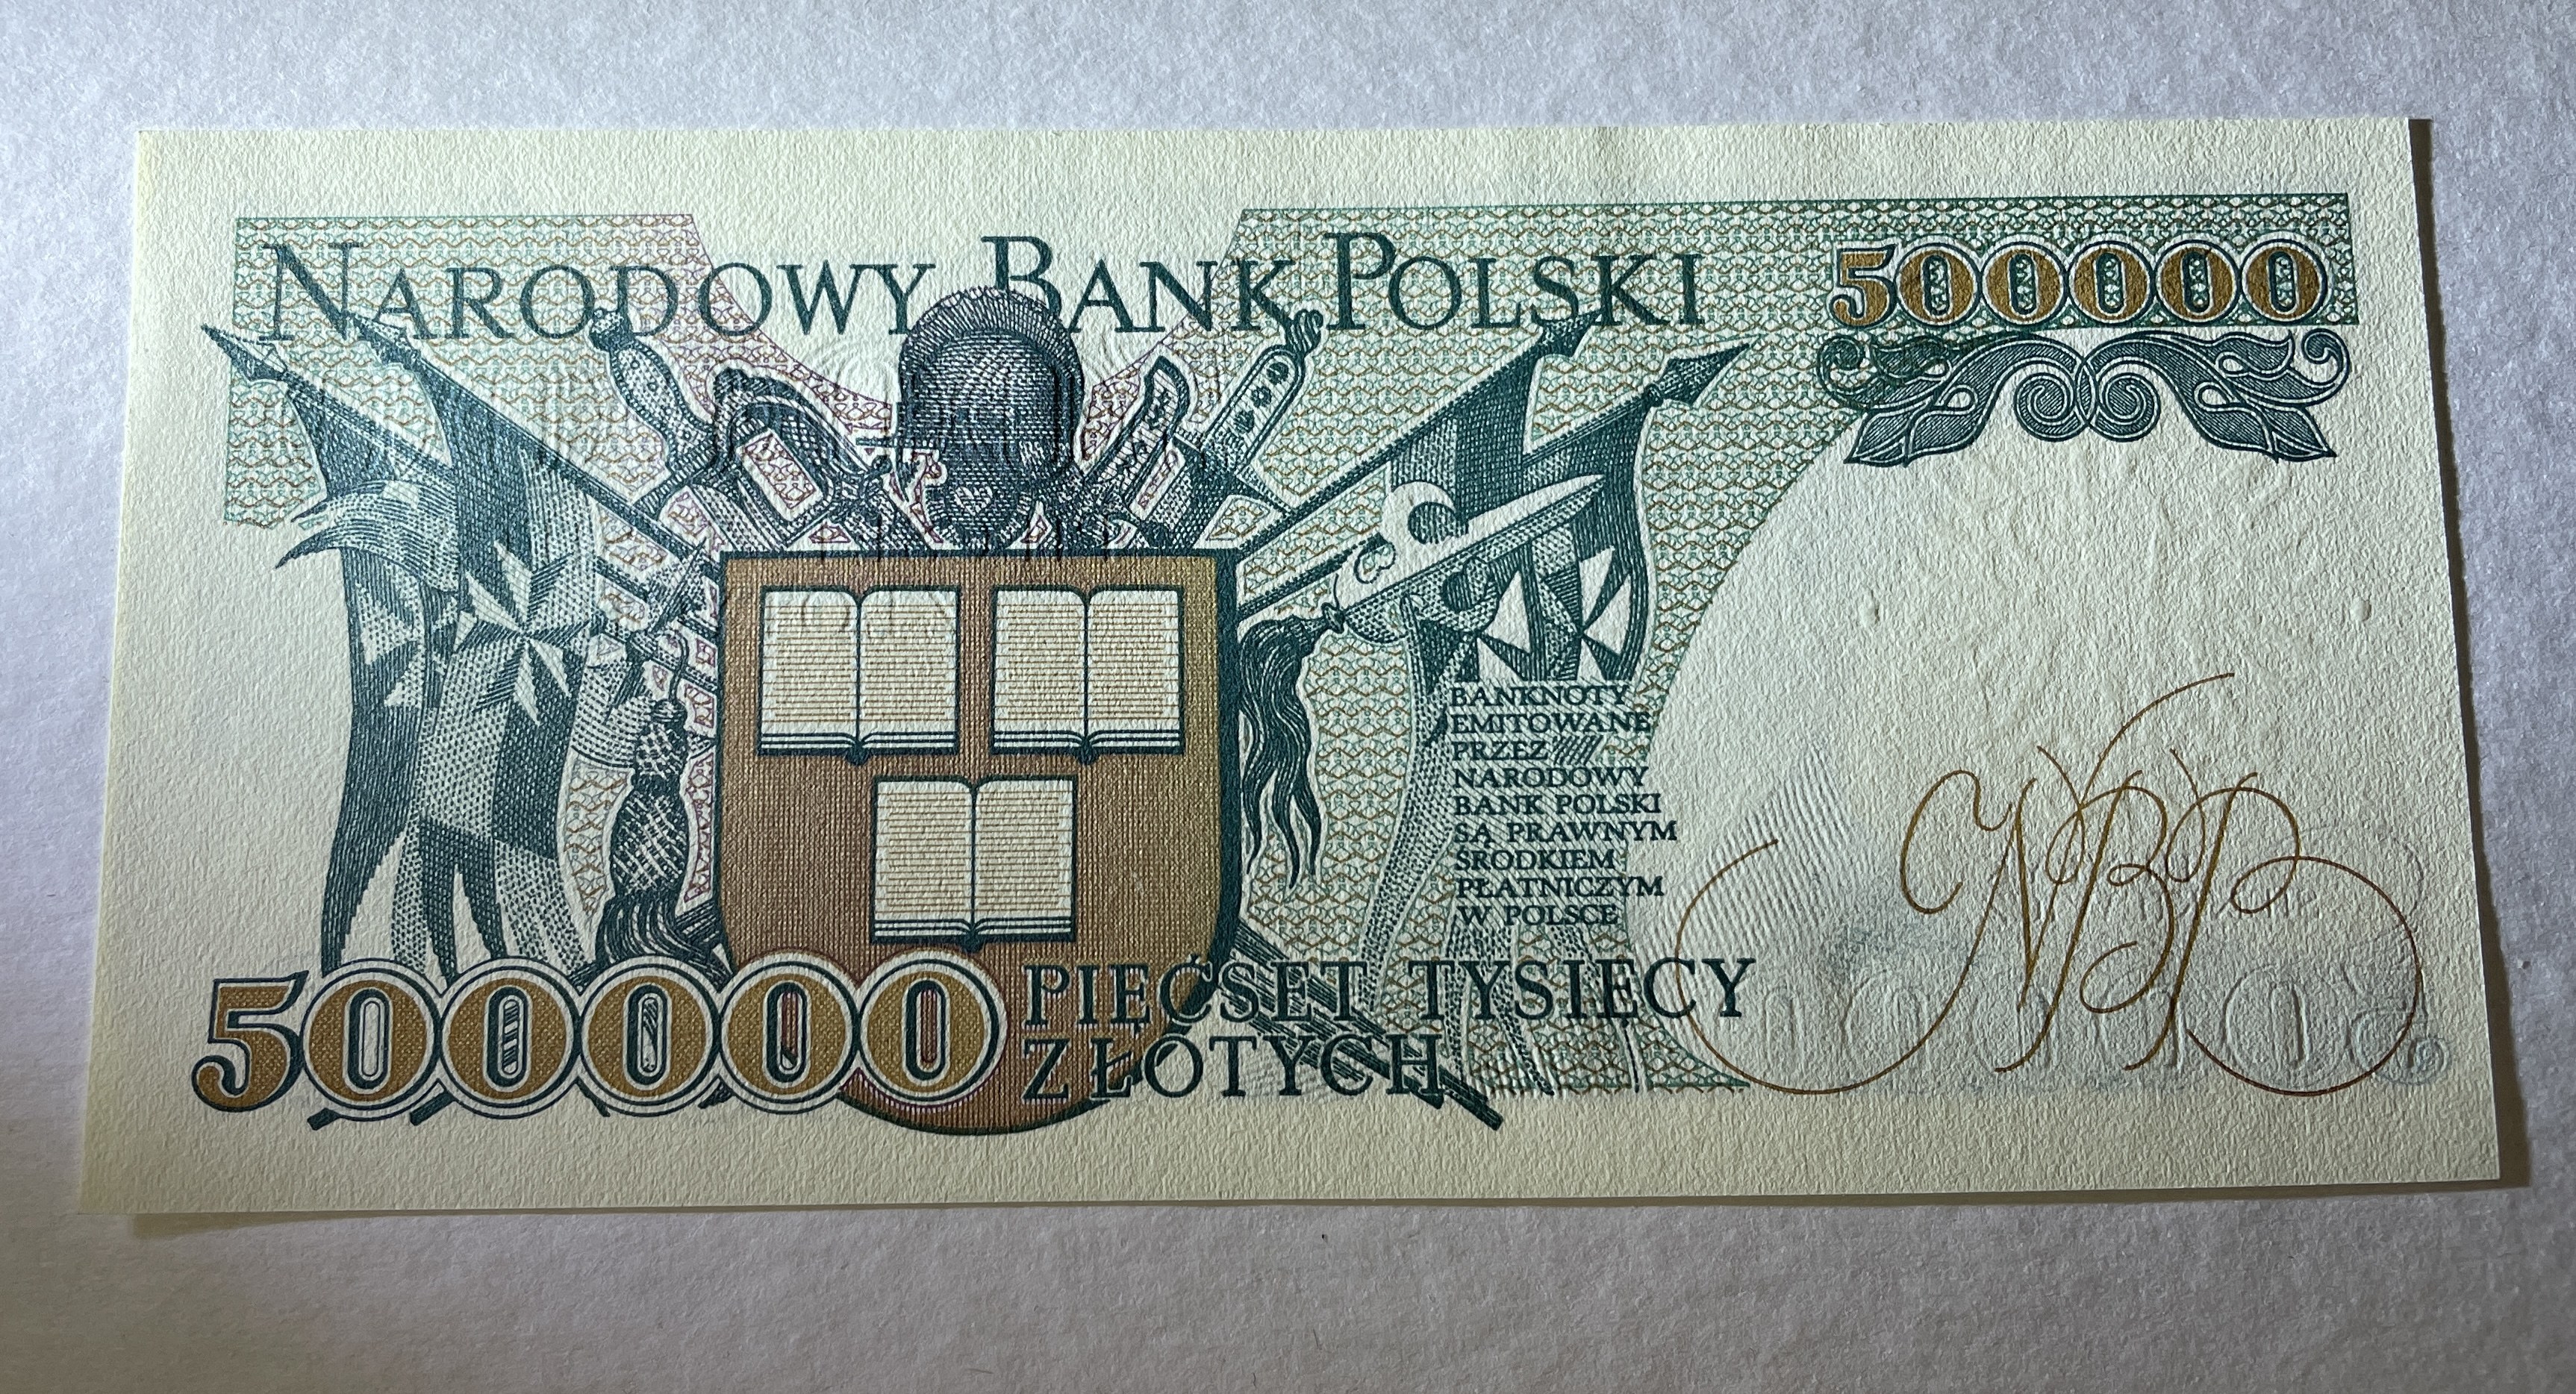 NARODOWY BANK POLSKI
500000
BANKNOTY
EMITOWANE
PRZEZ
NARODOWY
BANK POLSKI
SĄ PRAWNYM
ŚRODKIEM
PŁATNICZYM
W POLSCE
NBP
500000 PIĘĆSET TYSIĘCY
ZŁOTYCH